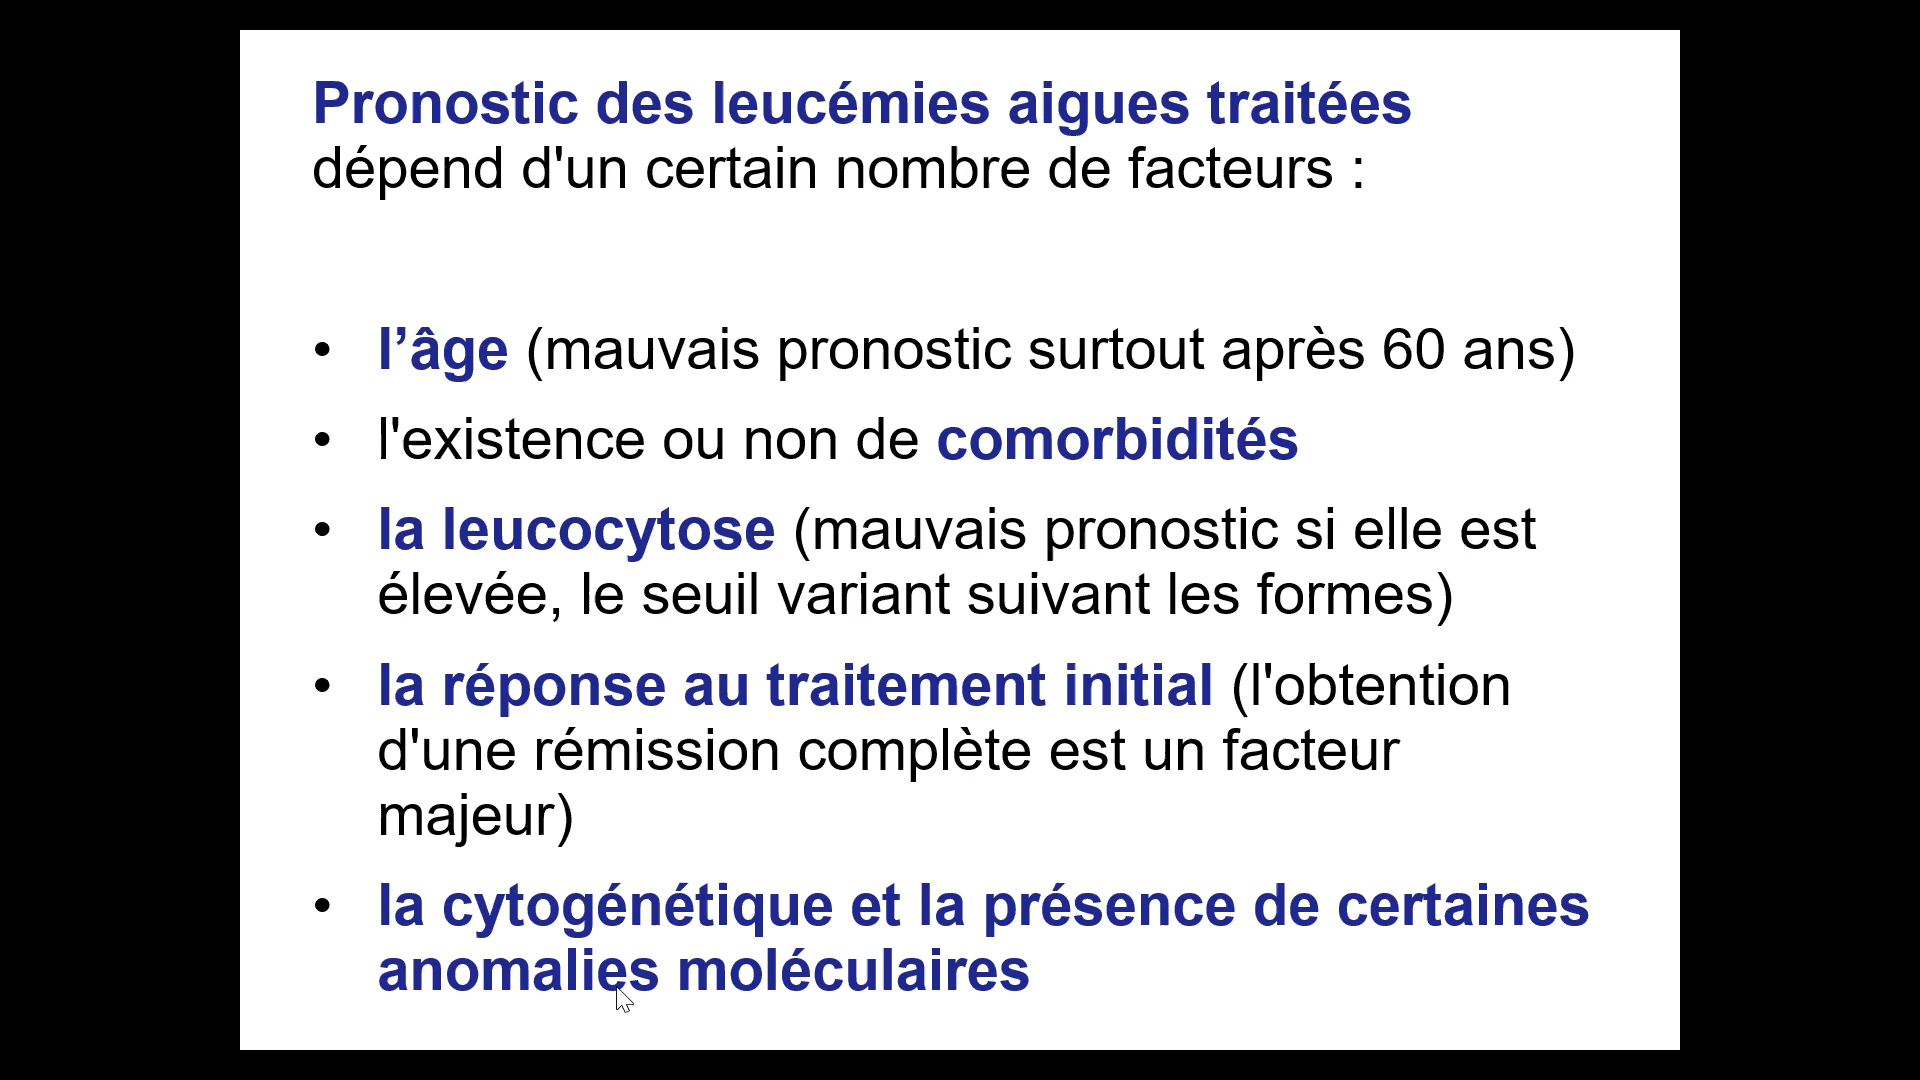 Pronostic des leucémies aigues traitées
dépend d'un certain nombre de facteurs :
• l’âge (mauvais pronostic surtout après 60 ans)
• l'existence ou non de comorbidités
• la leucocytose (mauvais pronostic si elle est
élevée, le seuil variant suivant les formes)
• la réponse au traitement initial (l'obtention
d'une rémission complète est un facteur
majeur)
• la cytogénétique et la présence de certaines
anomalies moléculaires